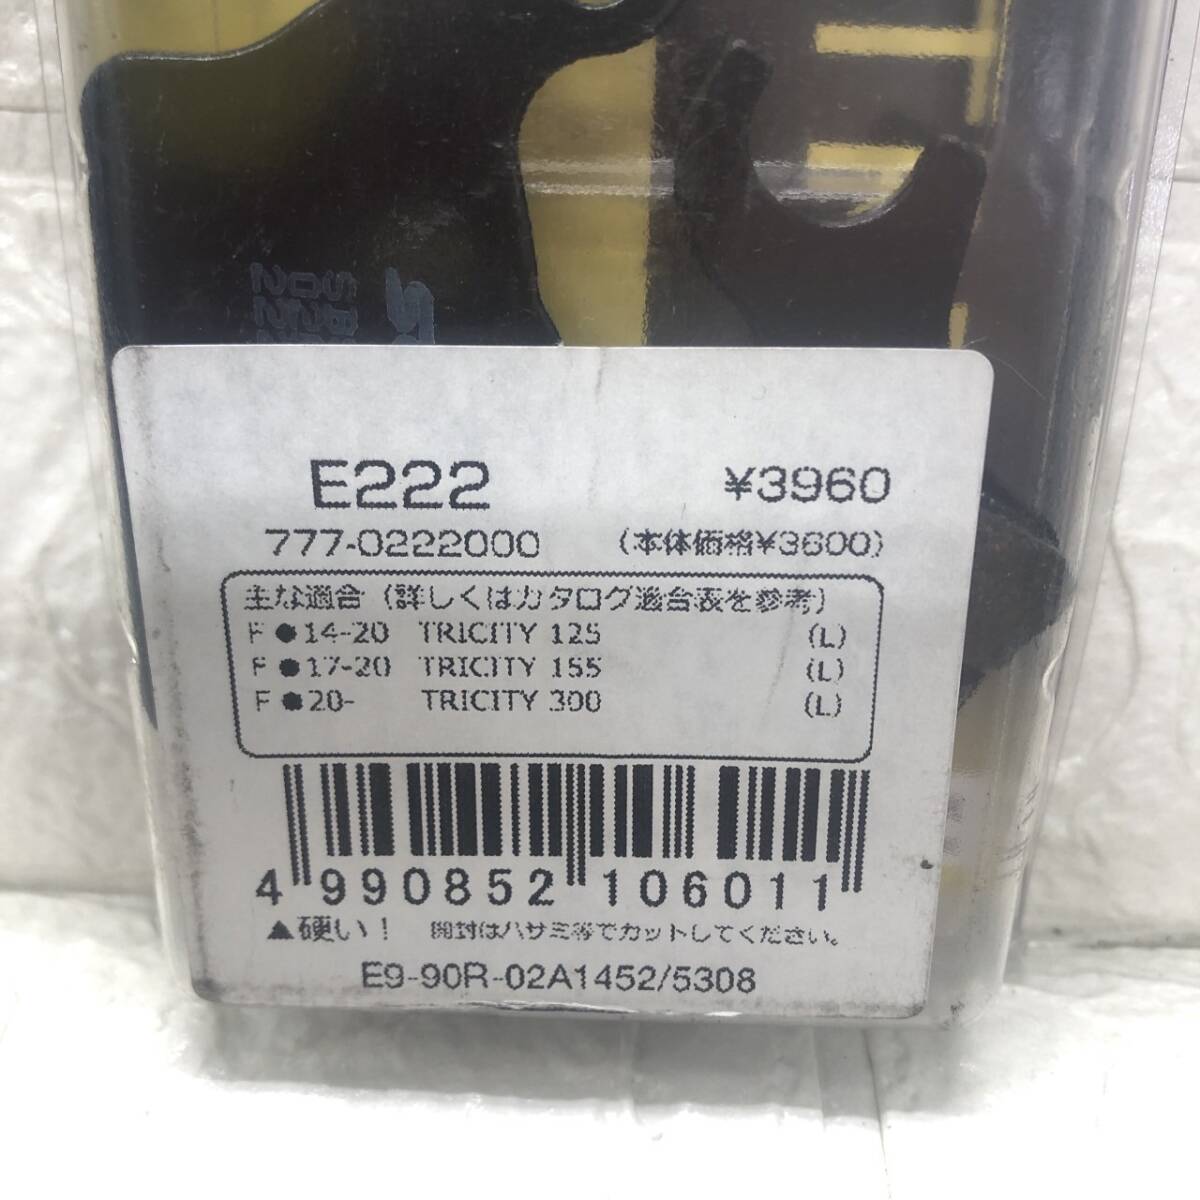 E222 ¥3960
777-0222000 (本体価格¥3600)
主な適合 (詳しくはカタログ適合表を参考)
F ●14-20 TRICITY 125 (L)
F ●17-20 TRICITY 155 (L)
F ●20- TRICITY 300 (L)
4 990852 106011
▲硬い! 開封はハサミ等でカットしてください。
E9-90R-02A1452/5308